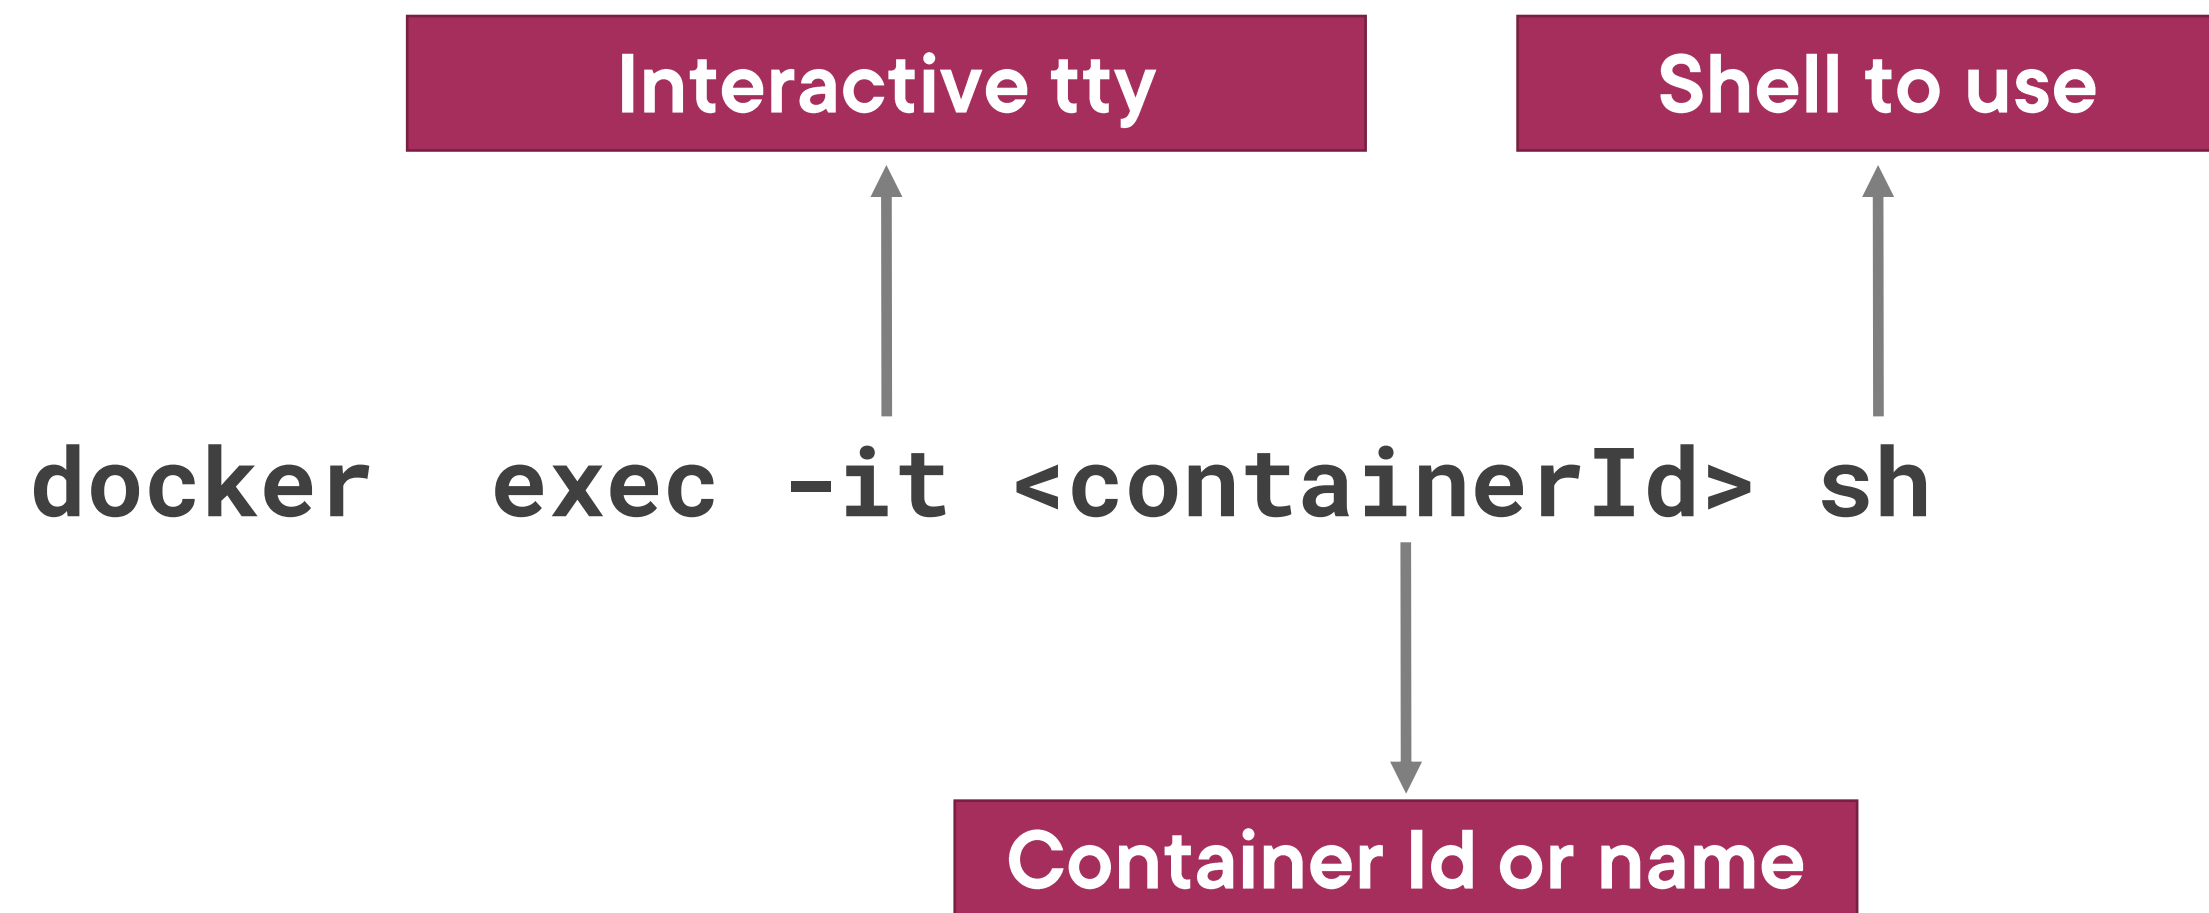 Interactive tty
Shell to use
docker exec -it <containerId> sh
Container Id or name